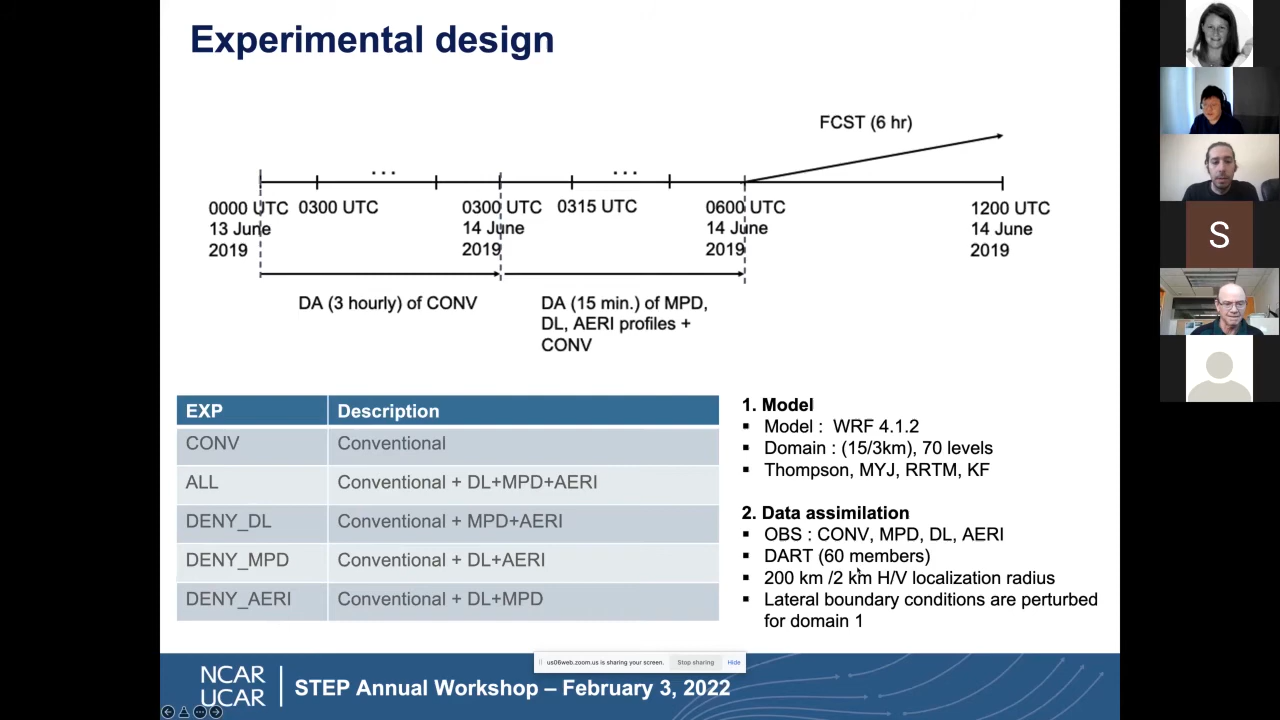 Experimental design
FCST (6 hr)
... ...
0000 UTC 0300 UTC 0300 UTC 0315 UTC 0600 UTC 1200 UTC
13 June 14 June 14 June 14 June
2019 2019 2019 2019
DA (3 hourly) of CONV
DA (15 min.) of MPD,
DL, AERI profiles +
CONV
EXP Description
CONV Conventional
ALL Conventional + DL+MPD+AERI
DENY_DL Conventional + MPD+AERI
DENY_MPD Conventional + DL+AERI
DENY_AERI Conventional + DL+MPD
1. Model
▪ Model : WRF 4.1.2
▪ Domain : (15/3km), 70 levels
▪ Thompson, MYJ, RRTM, KF
2. Data assimilation
▪ OBS : CONV, MPD, DL, AERI
▪ DART (60 members)
▪ 200 km /2 km H/V localization radius
▪ Lateral boundary conditions are perturbed
for domain 1
S
us06web.zoom.us is sharing your screen. Stop sharing Hide
NCAR
UCAR
STEP Annual Workshop – February 3, 2022